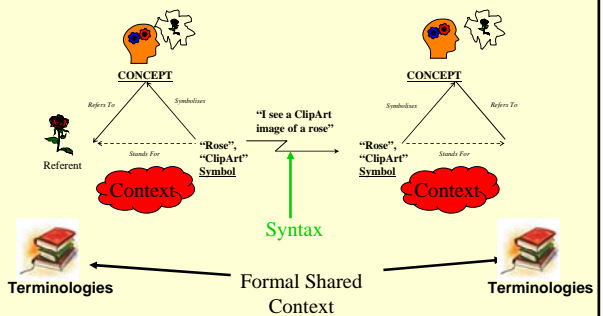 CONCEPT
CONCEPT
Refers To
Symbolises
Symbolises
Refers To
“I see a ClipArt
image of a rose”
“Rose”,
“ClipArt”
Symbol
“Rose”,
“ClipArt”
Symbol
Stands For
Stands For
Referent
Context
Context
Syntax
Terminologies
Formal Shared
Context
Terminologies